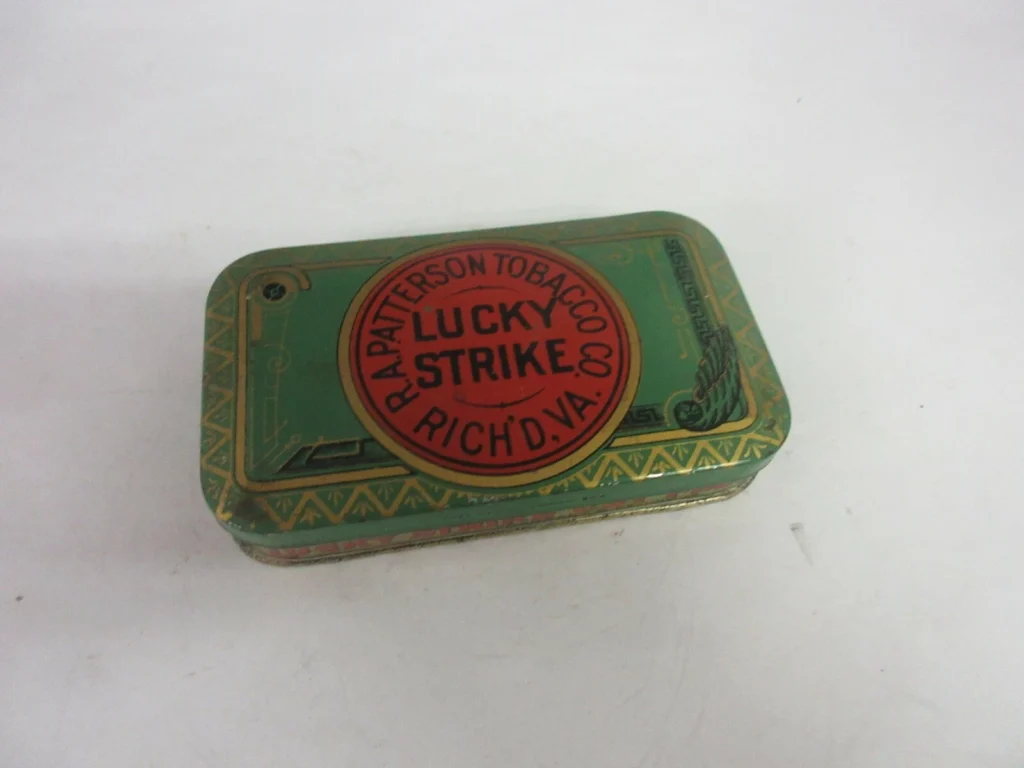 R.A. PATTERSON TOBACCO CO.
LUCKY
STRIKE
RICH'D, VA.